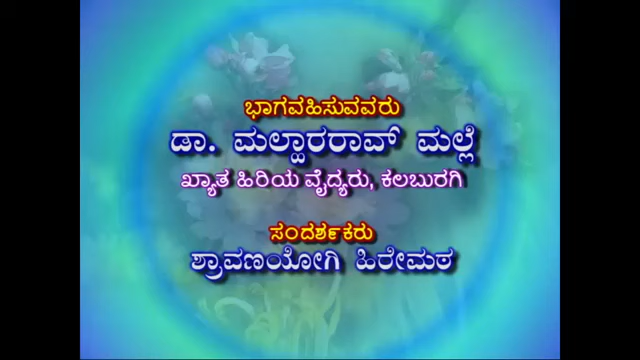 ಭಾಗವಹಿಸುವವರು
ಡಾ. ಮಲ್ಹಾರರಾವ್ ಮಲ್ಲೆ
ಖ್ಯಾತ ಹಿರಿಯ ವೈದ್ಯರು, ಕಲಬುರಗಿ
ಸಂದರ್ಶಕರು
ಶ್ರಾವಣಯೋಗಿ ಹಿರೇಮಠ